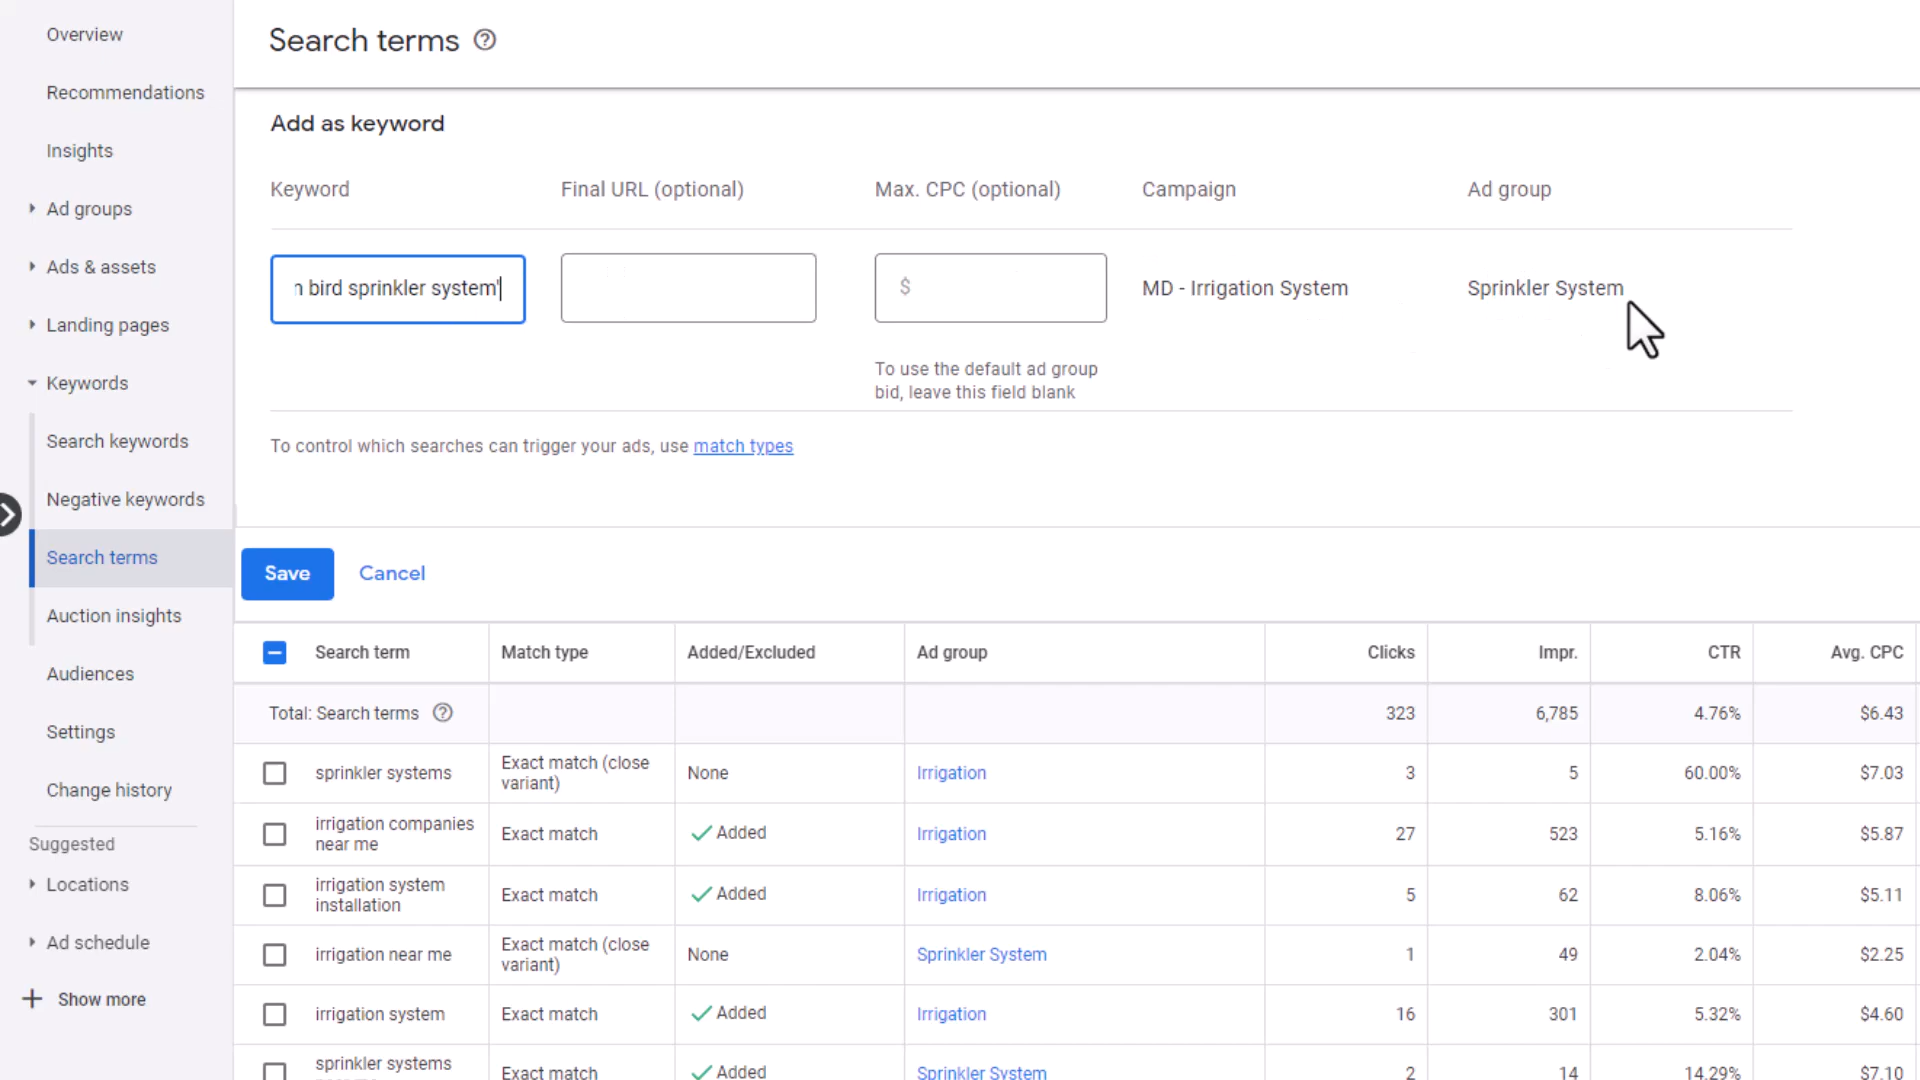 Overview
Recommendations
Insights
Ad groups
Ads & assets
Landing pages
Keywords
Search keywords
Negative keywords
Search terms
Auction insights
Audiences
Settings
Change history
Suggested
Locations
Ad schedule
Show more
Search terms
Add as keyword
Keyword Final URL (optional) Max. CPC (optional) Campaign Ad group
n bird sprinkler system" $ MD - Irrigation System Sprinkler System
To use the default ad group
bid, leave this field blank
To control which searches can trigger your ads, use match types
Save Cancel
Search term Match type Added/Excluded Ad group Clicks Impr. CTR Avg. CPC
Total: Search terms 323 6,785 4.76% $6.43
sprinkler systems Exact match (close variant) None Irrigation 3 5 60.00% $7.03
irrigation companies near me Exact match Added Irrigation 27 523 5.16% $5.87
irrigation system installation Exact match Added Irrigation 5 62 8.06% $5.11
irrigation near me Exact match (close variant) None Sprinkler System 1 49 2.04% $2.25
irrigation system Exact match Added Irrigation 16 301 5.32% $4.60
sprinkler systems Exact match Added Sprinkler System 2 14 14.29% $7.10